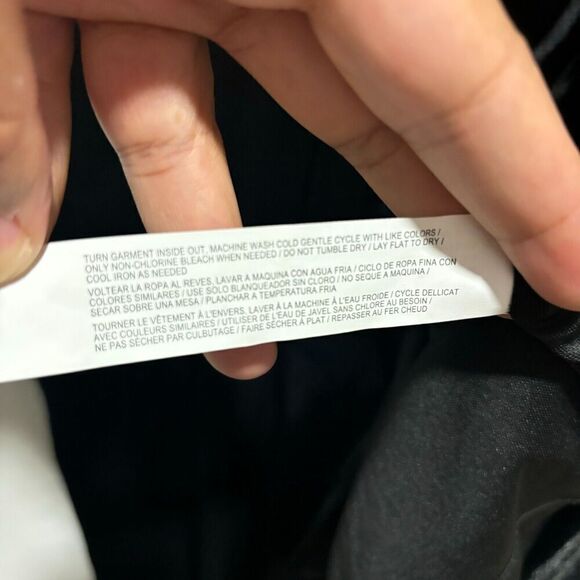 TURN GARMENT INSIDE OUT, MACHINE WASH COLD GENTLE CYCLE WITH LIKE COLORS /
ONLY NON-CHLORINE BLEACH WHEN NEEDED / DO NOT TUMBLE DRY / LAY FLAT TO DRY /
COOL IRON AS NEEDED
VOLTEAR LA ROPA AL REVES, LAVAR A MAQUINA CON AGUA FRIA / CICLO DE ROPA FINA CON
COLORES SIMILARES / USE SOLO BLANQUEADOR SIN CLORO / NO SEQUE A MAQUINA /
SECAR SOBRE UNA MESA / PLANCHAR A TEMPERATURA FRIA
TOURNER LE VÊTEMENT À L'ENVERS, LAVER À LA MACHINE À L'EAU FROIDE / CYCLE DELLICAT
AVEC COULEURS SIMILAIRES / UTILISER DE L'EAU DE JAVEL SANS CHLORE AU BESOIN /
NE PAS SÉCHER PAR CULBUTAGE / FAIRE SÉCHER À PLAT / REPASSER AU FER CHEUD